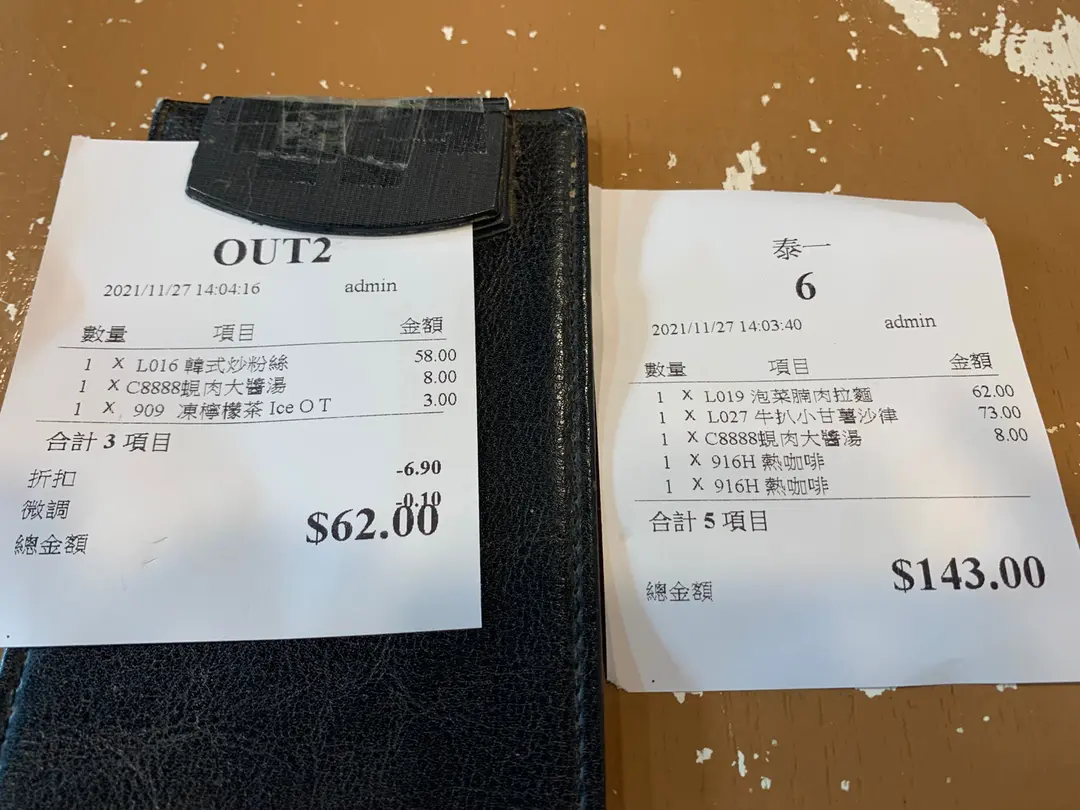 OUT2
2021/11/27 14:04:16 admin
數量 項目 金額
1 X L016 韓式炒粉絲 58.00
1 X C8888蜆肉大醬湯 8.00
1 X 909 凍檸檬茶 Ice O T 3.00
合計 3 項目
折扣 -6.90
微調 -0.10
總金額 $62.00
泰一
6
2021/11/27 14:03:40 admin
數量 項目 金額
1 X L019 泡菜腩肉拉麵 62.00
1 X L027 牛扒小甘薯沙律 73.00
1 X C8888蜆肉大醬湯 8.00
1 X 916H 熱咖啡
1 X 916H 熱咖啡
合計 5 項目
總金額 $143.00